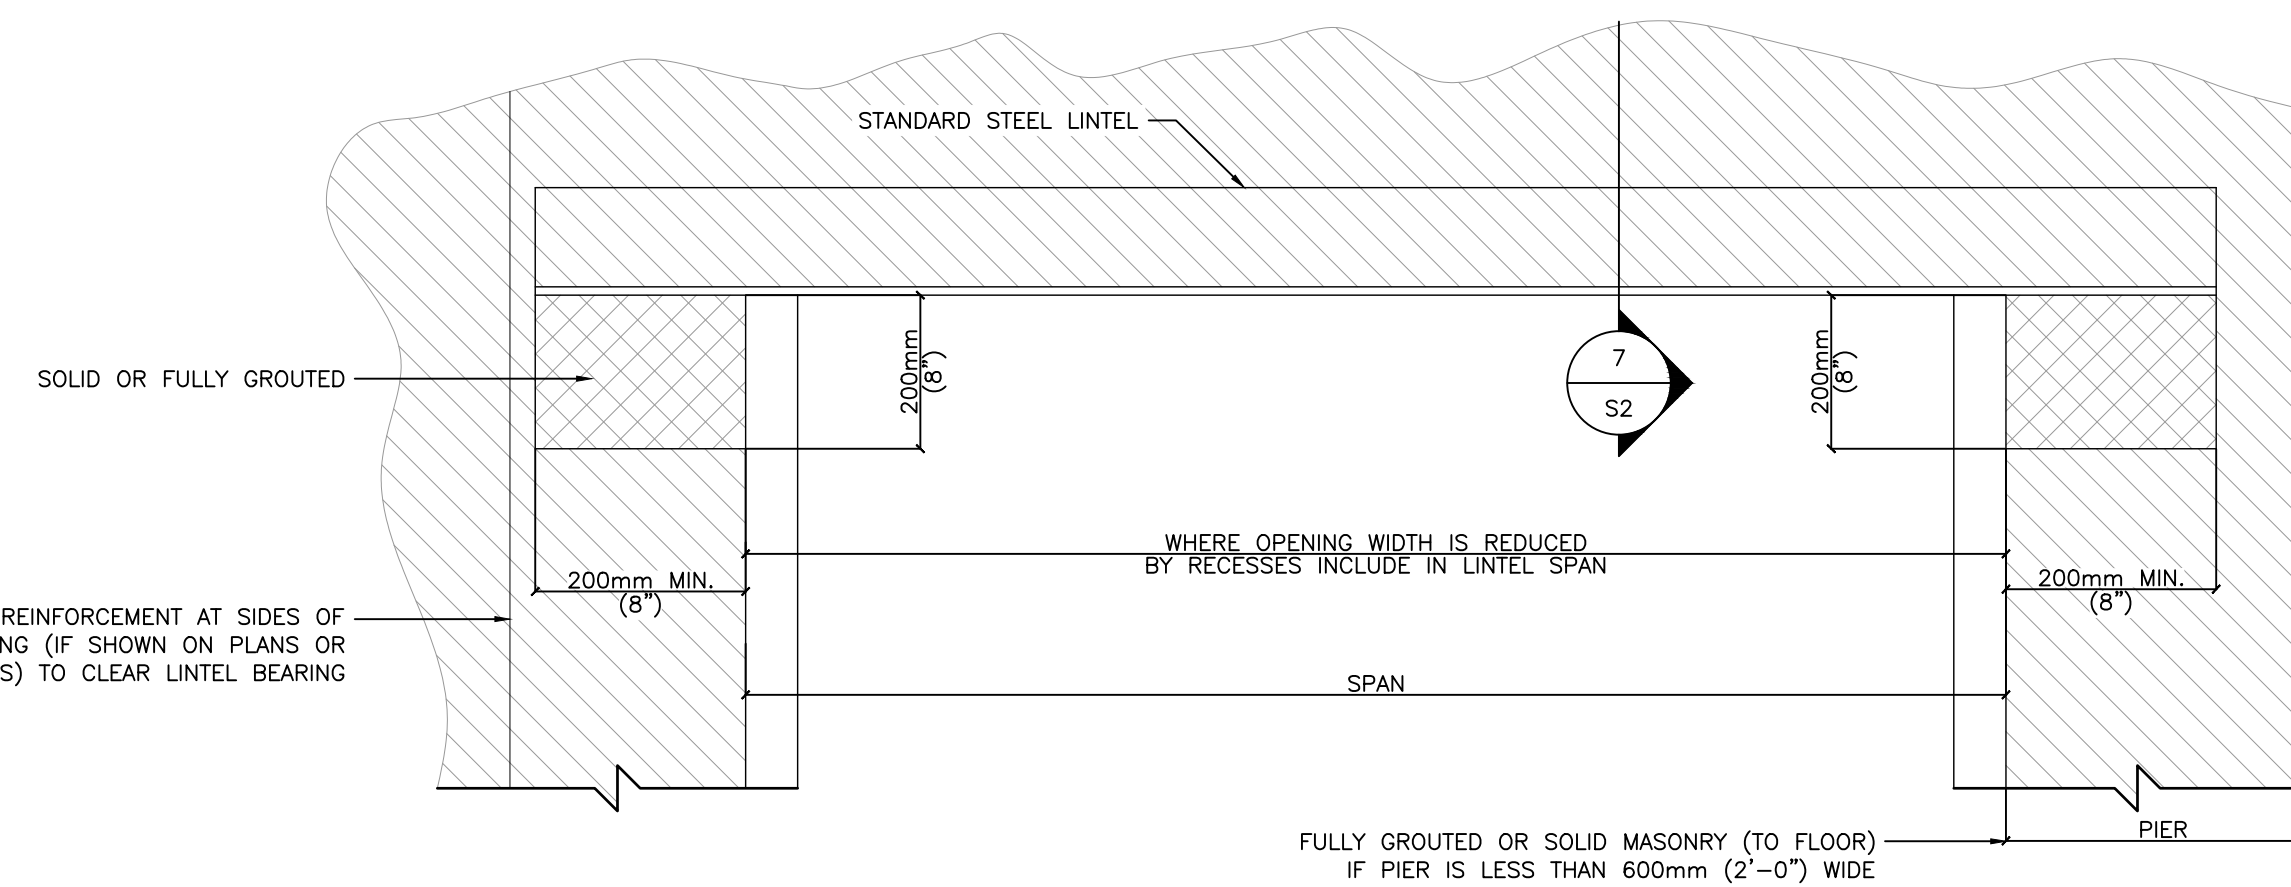 STANDARD STEEL LINTEL
SOLID OR FULLY GROUTED
200mm
(8")
7
S2
200mm
(8")
WHERE OPENING WIDTH IS REDUCED
BY RECESSES INCLUDE IN LINTEL SPAN
200mm MIN.
(8")
200mm MIN.
(8")
REINFORCEMENT AT SIDES OF
(IF SHOWN ON PLANS OR
TO CLEAR LINTEL BEARING
SPAN
FULLY GROUTED OR SOLID MASONRY (TO FLOOR)
IF PIER IS LESS THAN 600mm (2'-0") WIDE
PIER